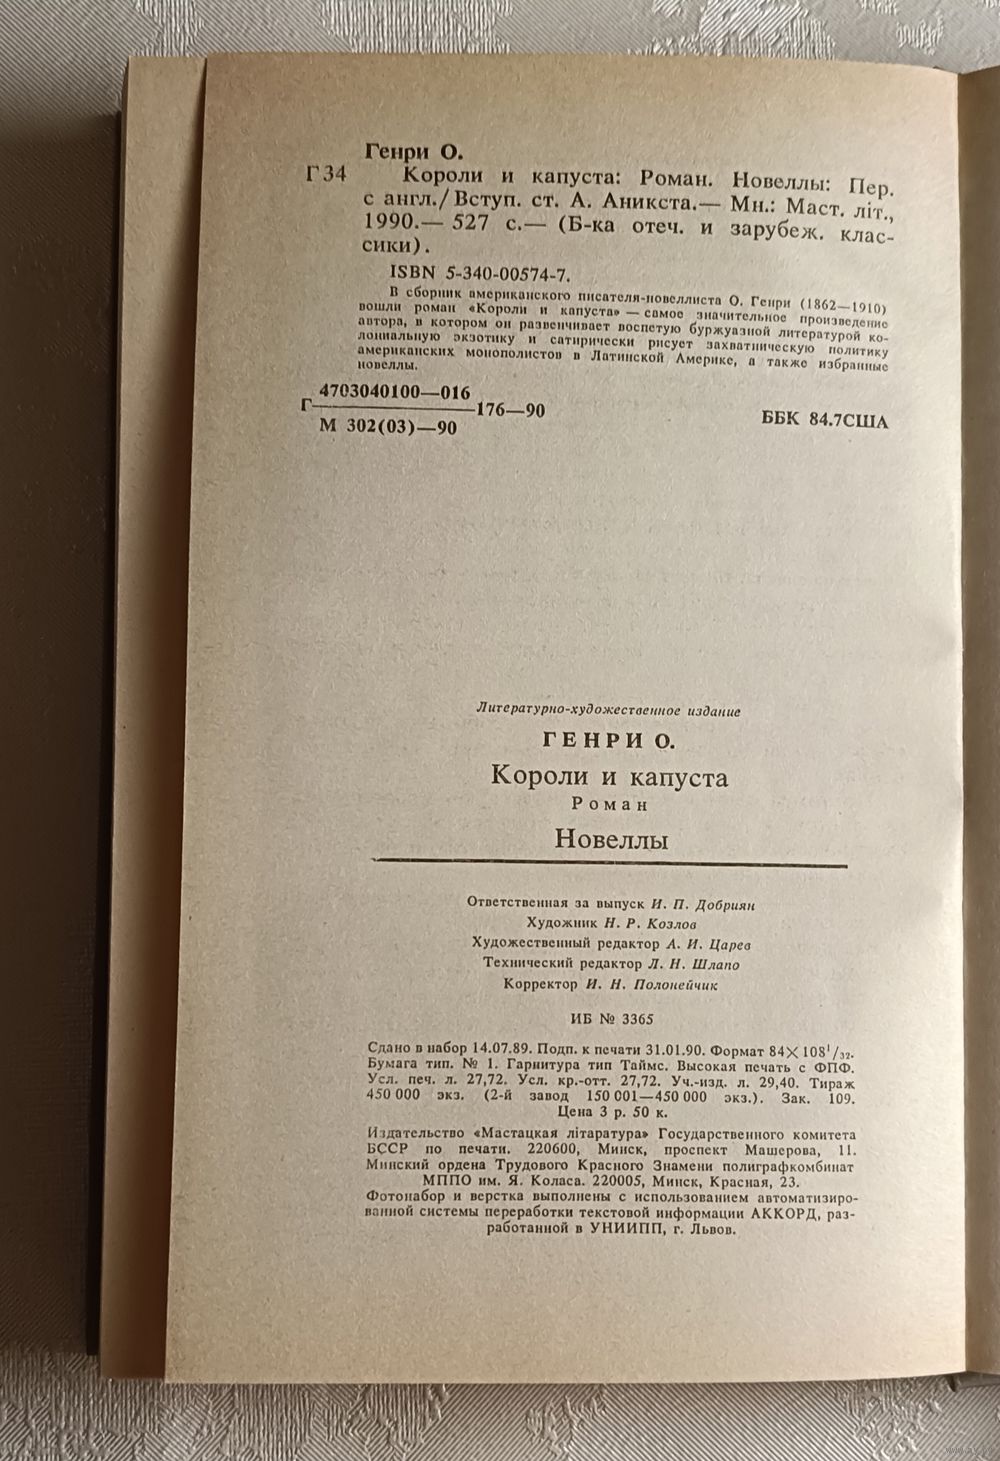 Генри О.
Г 34 Короли и капуста: Роман. Новеллы: Пер.
с англ./Вступ. ст. А. Аникста.— Мн.: Маст. літ.,
1990.— 527 с.— (Б-ка отеч. и зарубеж. клас-
сики).
ISBN 5-340-00574-7.
В сборник американского писателя-новеллиста О. Генри (1862—1910)
вошли роман «Короли и капуста» — самое значительное произведение
автора, в котором он развенчивает воспетую буржуазной литературой ко-
лониальную экзотику и сатирически рисует захватническую политику
американских монополистов в Латинской Америке, а также избранные
новеллы.
4703040100—016
Г 176—90
М 302(03)—90
ББК 84.7США
Литературно-художественное издание
ГЕНРИ О.
Короли и капуста
Роман
Новеллы
Ответственная за выпуск И. П. Добриян
Художник Н. Р. Козлов
Художественный редактор А. И. Царев
Технический редактор Л. Н. Шлапо
Корректор И. Н. Полонейчик
ИБ № 3365
Сдано в набор 14.07.89. Подп. к печати 31.01.90. Формат 84×108¹/₃₂.
Бумага тип. № 1. Гарнитура тип Таймс. Высокая печать с ФПФ.
Усл. печ. л. 27,72. Усл. кр.-отт. 27,72. Уч.-изд. л. 29,40. Тираж
450 000 экз. (2-й завод 150 001—450 000 экз.). Зак. 109.
Цена 3 р. 50 к.
Издательство «Мастацкая літаратура» Государственного комитета
БССР по печати. 220600, Минск, проспект Машерова, 11.
Минский ордена Трудового Красного Знамени полиграфкомбинат
МППО им. Я. Коласа. 220005, Минск, Красная, 23.
Фотонабор и верстка выполнены с использованием автоматизиро-
ванной системы переработки текстовой информации АККОРД, раз-
работанной в УНИИПП, г. Львов.